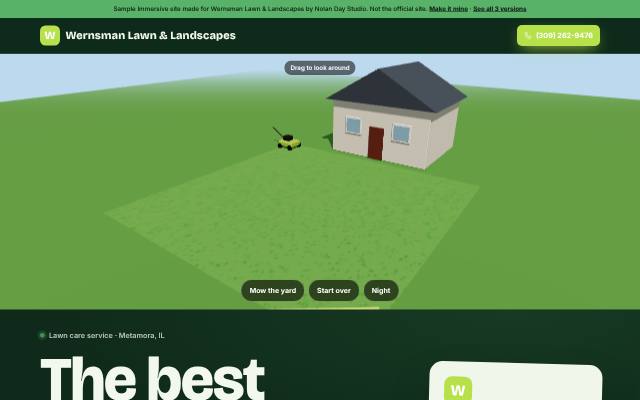 Sample immersive site made for Wernsman Lawn & Landscapes by Nolan Day Studio. Not the official site. Make it mine · See all 3 versions
W Wernsman Lawn & Landscapes
(309) 262-9476
Drag to look around
Mow the yard
Start over
Night
Lawn care service · Metamora, IL
The best
W